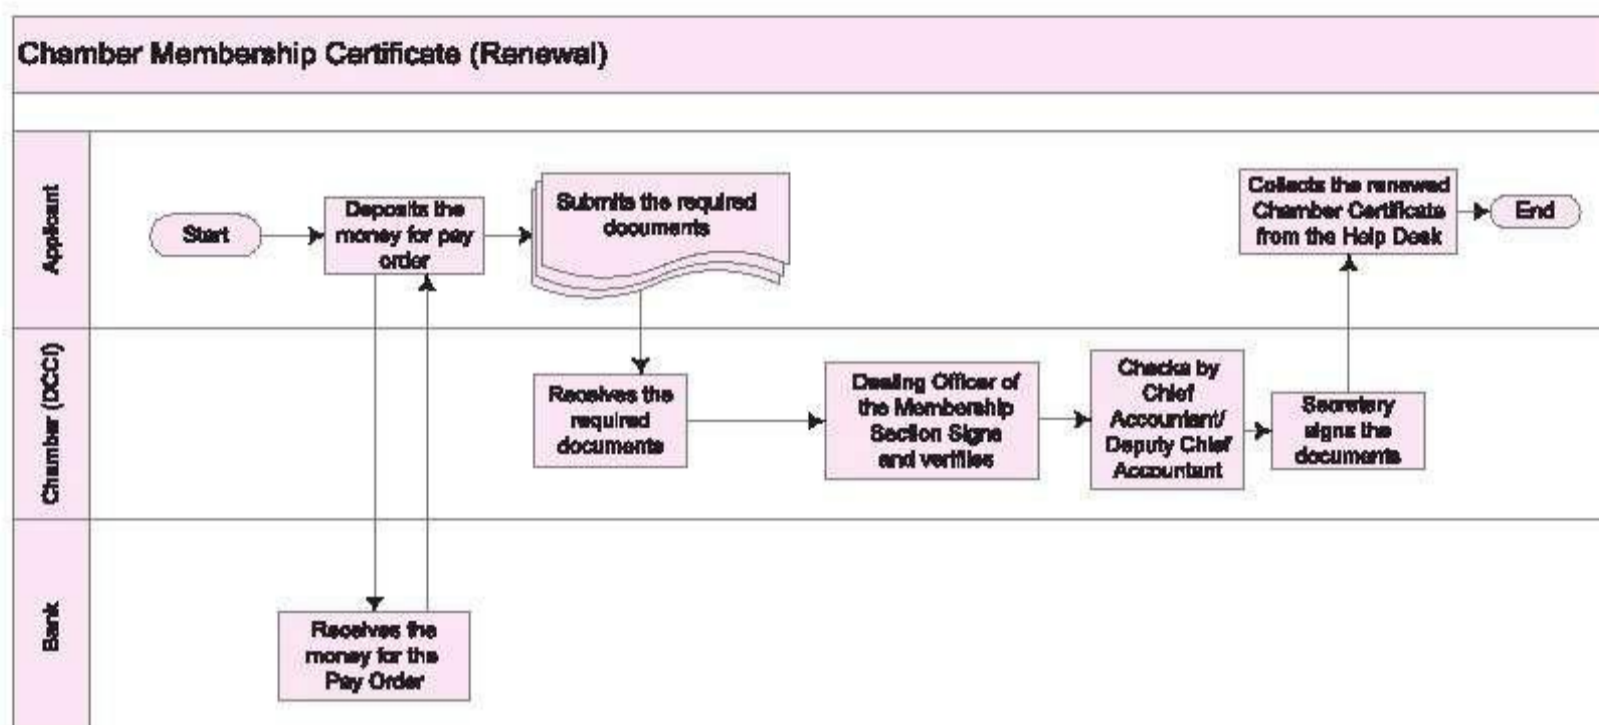 Chamber Membership Certificate (Renewal)
Applicant
Start
Deposits the
money for pay
order
Submits the required
documents
Collects the renewed
Chamber Certificate
from the Help Desk
End
Chamber (DCCI)
Receives the
required
documents
Dealing Officer of
the Membership
Section Signs
and verifies
Checks by
Chief
Accountant/
Deputy Chief
Accountant
Secretary
signs the
documents
Bank
Receives the
money for the
Pay Order